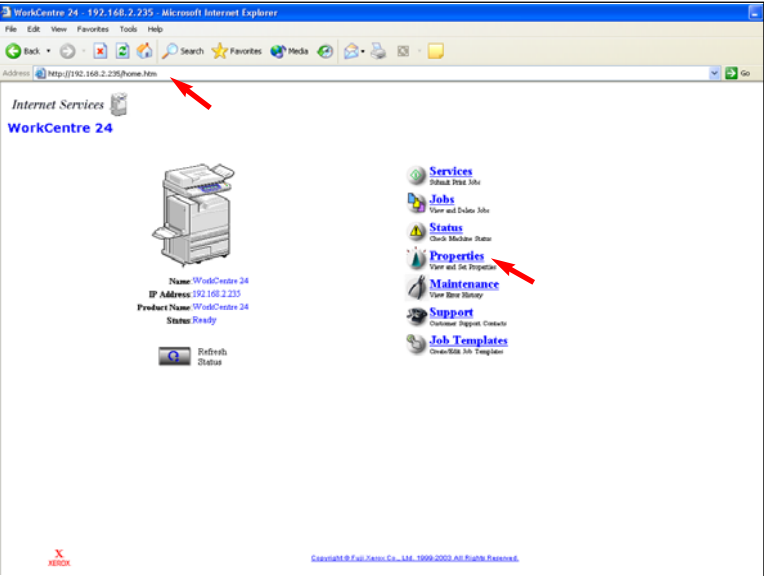 WorkCentre 24 - 192.168.2.235 - Microsoft Internet Explorer
File Edit View Favorites Tools Help
Back Search Favorites Media
Address http://192.168.2.235/home.htm Go
Internet Services
WorkCentre 24
Services
Submit Print Jobs
Jobs
View and Delete Jobs
Status
Check Machine Status
Properties
View and Set Properties
Maintenance
View Error History
Support
Customer Support Contacts
Job Templates
Create/Edit Job Templates
Name: WorkCentre 24
IP Address: 192.168.2.235
Product Name: WorkCentre 24
Status: Ready
Refresh
Status
X
XEROX
Copyright © Fuji Xerox Co., Ltd. 1999-2003 All Rights Reserved.